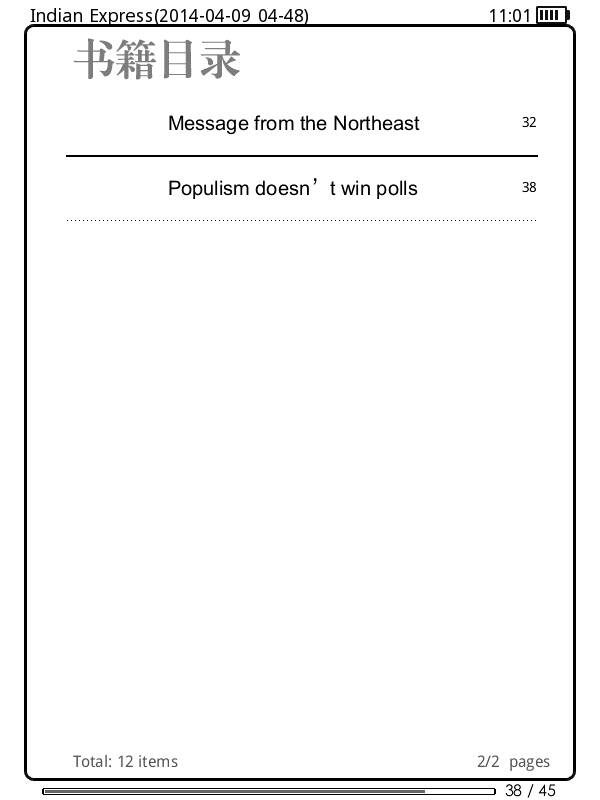 Indian Express(2014-04-09 04-48) 11:01
书籍目录
Message from the Northeast 32
Populism doesn’t win polls 38
Total: 12 items 2/2 pages
38 / 45